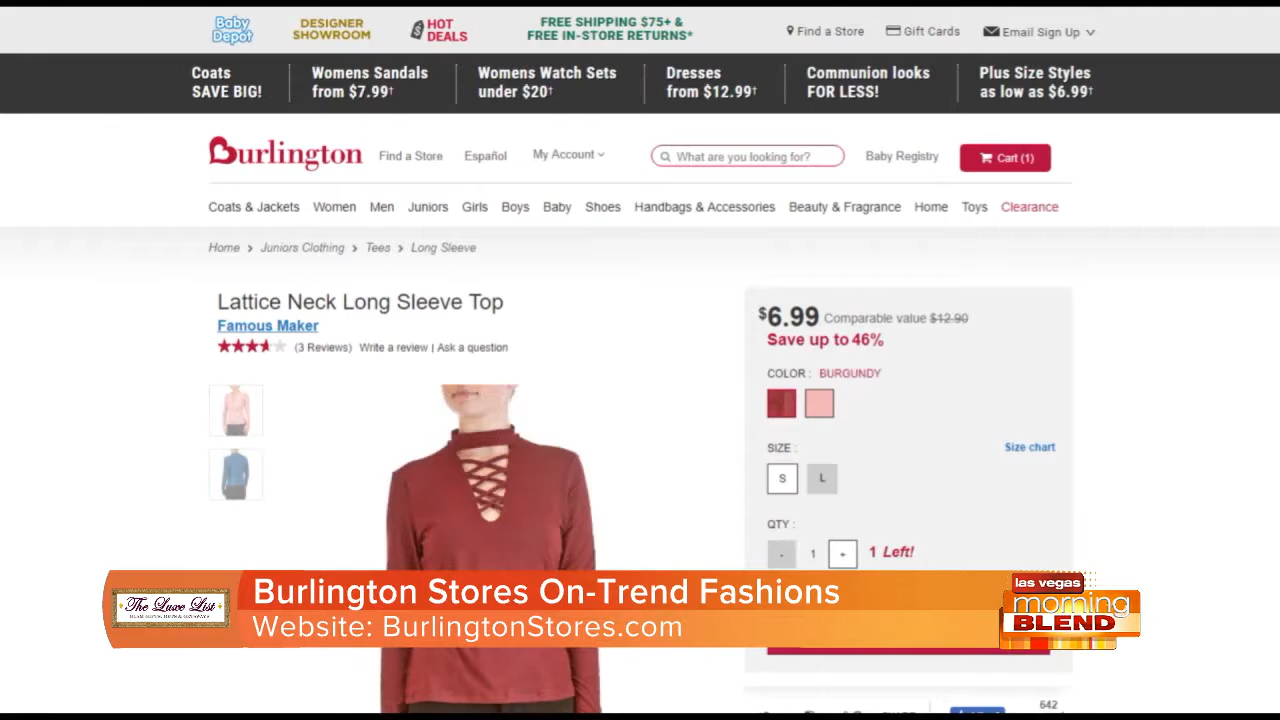 Baby Depot
DESIGNER SHOWROOM
$ HOT DEALS
FREE SHIPPING $75+ & FREE IN-STORE RETURNS*
Find a Store
Gift Cards
Email Sign Up
Coats SAVE BIG!
Womens Sandals from $7.99†
Womens Watch Sets under $20†
Dresses from $12.99†
Communion looks FOR LESS!
Plus Size Styles as low as $6.99†
Burlington
Find a Store
Español
My Account
What are you looking for?
Baby Registry
Cart (1)
Coats & Jackets
Women
Men
Juniors
Girls
Boys
Baby
Shoes
Handbags & Accessories
Beauty & Fragrance
Home
Toys
Clearance
Home > Juniors Clothing > Tees > Long Sleeve
Lattice Neck Long Sleeve Top
Famous Maker
(3 Reviews) Write a review | Ask a question
$6.99 Comparable value $12.90
Save up to 46%
COLOR : BURGUNDY
SIZE :
Size chart
S L
QTY :
- 1 + 1 Left!
The Luxe List
Burlington Stores On-Trend Fashions
Website: BurlingtonStores.com
las vegas
morning
BLEND
642